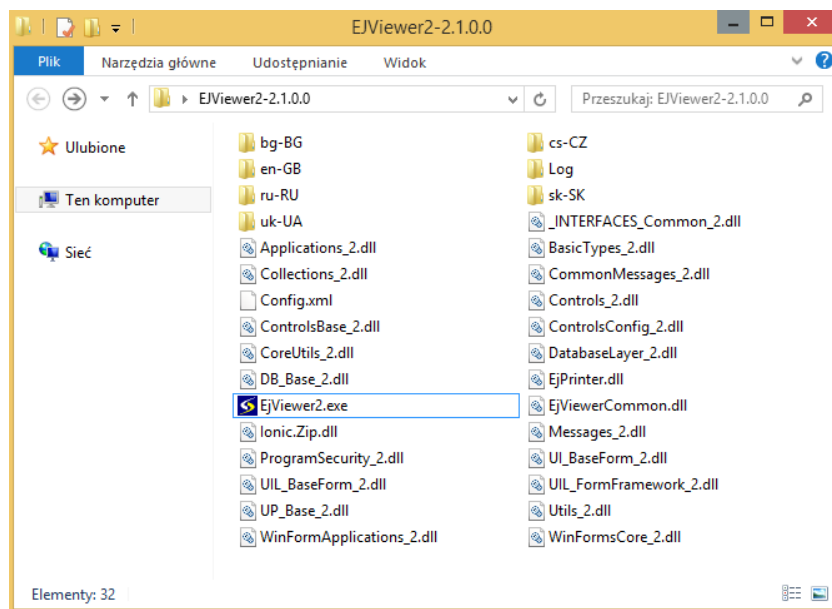 EJViewer2-2.1.0.0
Plik Narzędzia główne Udostępnianie Widok
EJViewer2-2.1.0.0 Przeszukaj: EJViewer2-2.1.0.0
Ulubione
Ten komputer
Sieć
bg-BG cs-CZ
en-GB Log
ru-RU sk-SK
uk-UA _INTERFACES_Common_2.dll
Applications_2.dll BasicTypes_2.dll
Collections_2.dll CommonMessages_2.dll
Config.xml Controls_2.dll
ControlsBase_2.dll ControlsConfig_2.dll
CoreUtils_2.dll DatabaseLayer_2.dll
DB_Base_2.dll EjPrinter.dll
EjViewer2.exe EjViewerCommon.dll
Ionic.Zip.dll Messages_2.dll
ProgramSecurity_2.dll UI_BaseForm_2.dll
UIL_BaseForm_2.dll UIL_FormFramework_2.dll
UP_Base_2.dll Utils_2.dll
WinFormApplications_2.dll WinFormsCore_2.dll
Elementy: 32